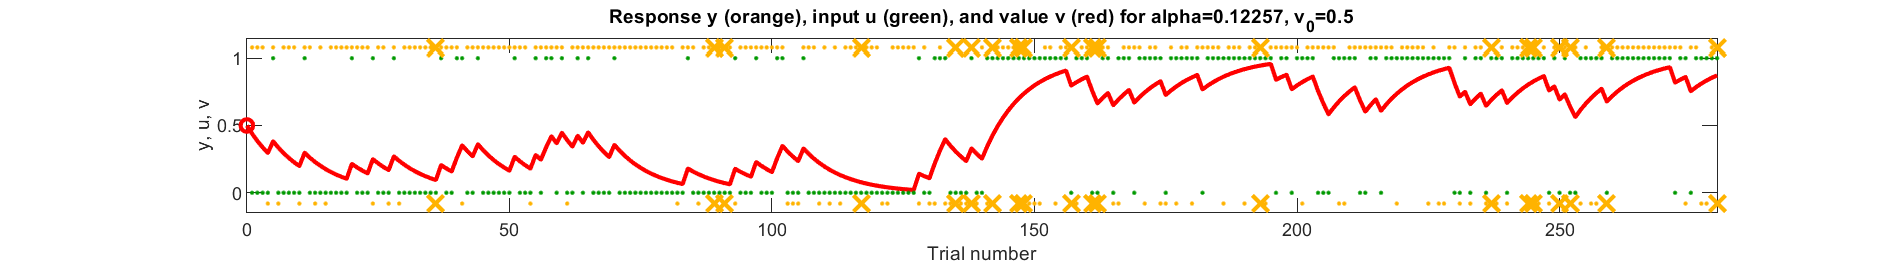 Response y (orange), input u (green), and value v (red) for alpha=0.12257, v₀=0.5
y, u, v
1
0.5
0
0 50 100 150 200 250
Trial number